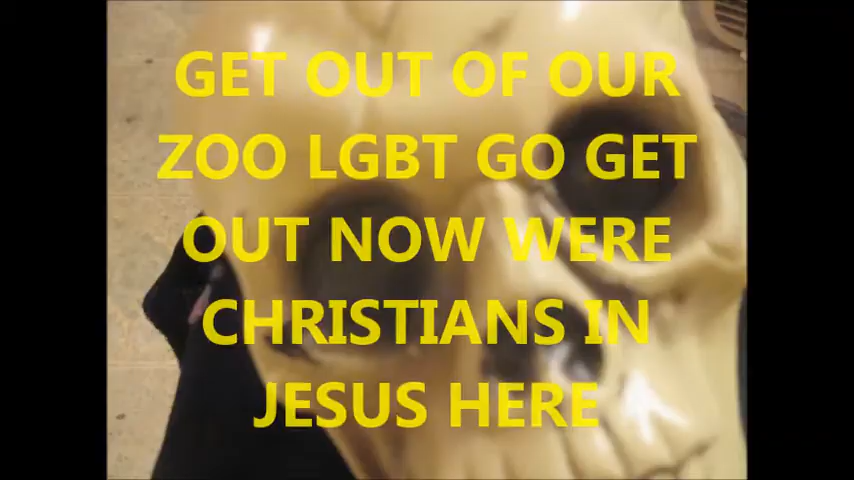 GET OUT OF OUR
ZOO LGBT GO GET
OUT NOW WERE
CHRISTIANS IN
JESUS HERE